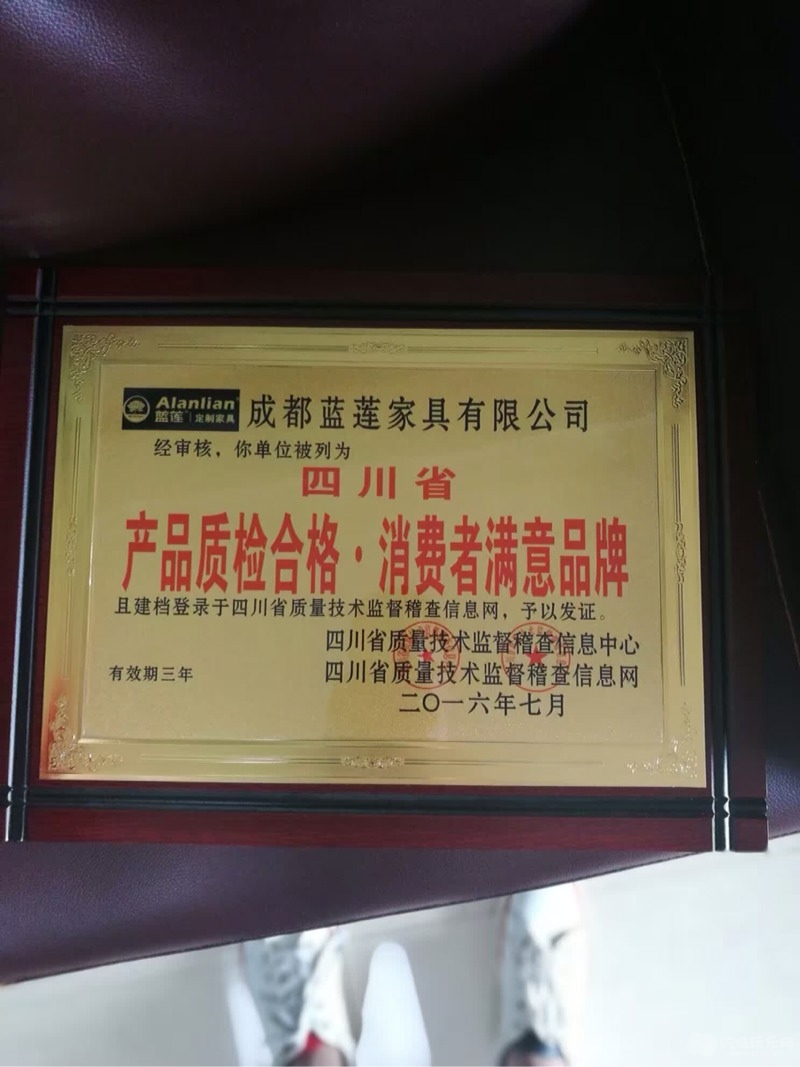 Alanlian
蓝莲 定制家具
成都蓝莲家具有限公司
经审核，你单位被列为
四川省
产品质检合格·消费者满意品牌
且建档登录于四川省质量技术监督稽查信息网，予以发证。
四川省质量技术监督稽查信息中心
有效期三年
四川省质量技术监督稽查信息网
二〇一六年七月